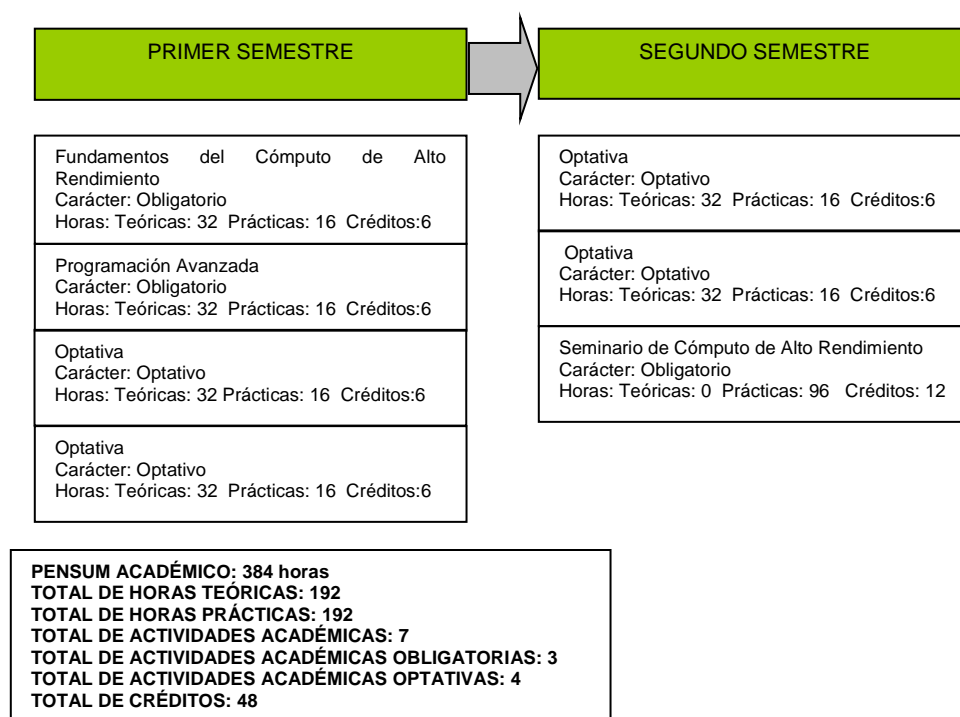 PRIMER SEMESTRE
Fundamentos del Cómputo de Alto
Rendimiento
Carácter: Obligatorio
Horas: Teóricas: 32 Prácticas: 16 Créditos:6
Programación Avanzada
Carácter: Obligatorio
Horas: Teóricas: 32 Prácticas: 16 Créditos:6
Optativa
Carácter: Optativo
Horas: Teóricas: 32 Prácticas: 16 Créditos:6
Optativa
Carácter: Optativo
Horas: Teóricas: 32 Prácticas: 16 Créditos:6
SEGUNDO SEMESTRE
Optativa
Carácter: Optativo
Horas: Teóricas: 32 Prácticas: 16 Créditos:6
Optativa
Carácter: Optativo
Horas: Teóricas: 32 Prácticas: 16 Créditos:6
Seminario de Cómputo de Alto Rendimiento
Carácter: Obligatorio
Horas: Teóricas: 0 Prácticas: 96 Créditos: 12
PENSUM ACADÉMICO: 384 horas
TOTAL DE HORAS TEÓRICAS: 192
TOTAL DE HORAS PRÁCTICAS: 192
TOTAL DE ACTIVIDADES ACADÉMICAS: 7
TOTAL DE ACTIVIDADES ACADÉMICAS OBLIGATORIAS: 3
TOTAL DE ACTIVIDADES ACADÉMICAS OPTATIVAS: 4
TOTAL DE CRÉDITOS: 48